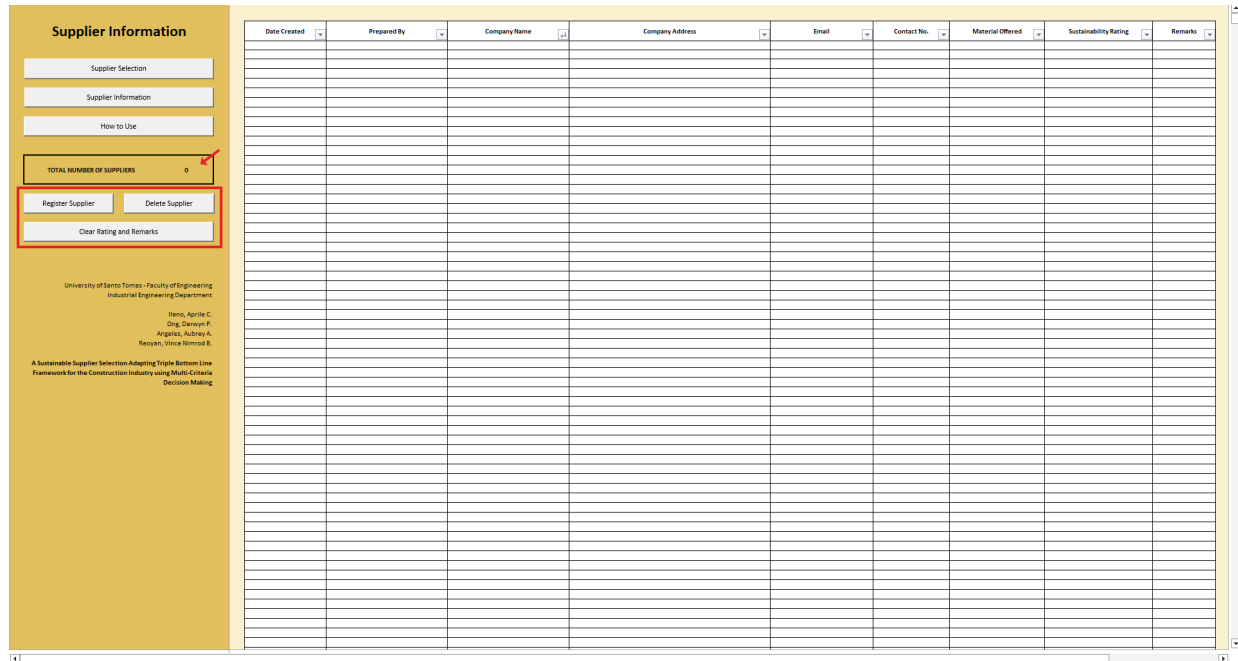 Supplier Information
Supplier Selection
Supplier Information
How to Use
TOTAL NUMBER OF SUPPLIERS 0
Register Supplier Delete Supplier
Clear Rating and Remarks
University of Santo Tomas - Faculty of Engineering
Industrial Engineering Department
Ilano, Aprile C.
Ong, Darwyn F.
Angeles, Aubrey A.
Reoyan, Vince Nimrod B.
A Sustainable Supplier Selection Adapting Triple Bottom Line
Framework for the Construction Industry using Multi-Criteria
Decision Making
Date Created Prepared By Company Name Company Address Email Contact No. Material Offered Sustainability Rating Remarks